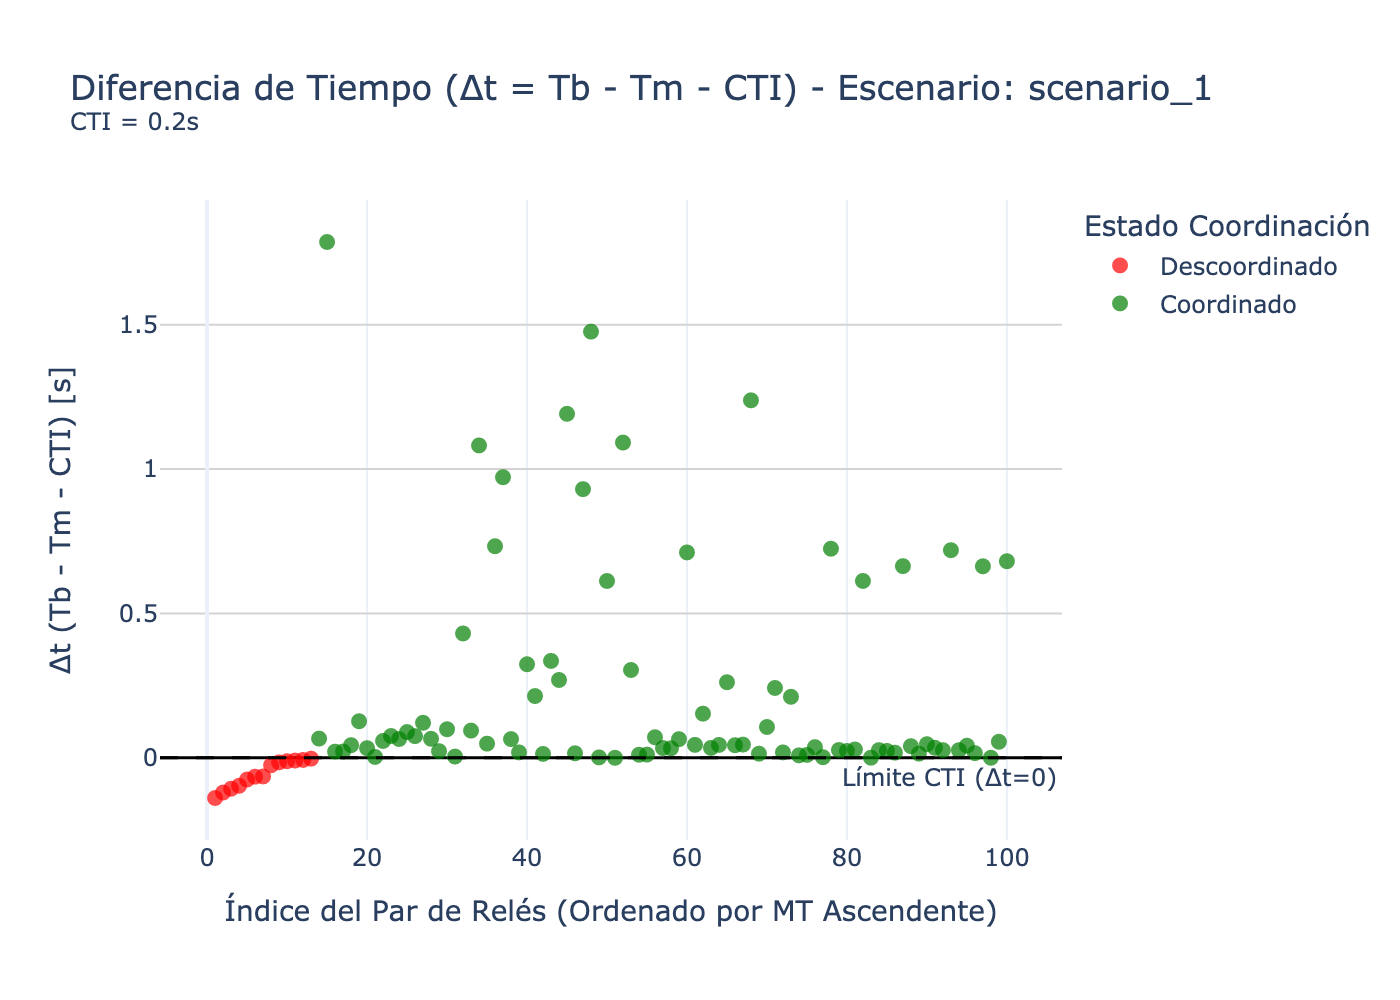 Diferencia de Tiempo (Δt = Tb - Tm - CTI) - Escenario: scenario_1
CTI = 0.2s
Estado Coordinación
Descoordinado
Coordinado
Δt (Tb - Tm - CTI) [s]
1.5
1
0.5
0
Límite CTI (Δt=0)
0 20 40 60 80 100
Índice del Par de Relés (Ordenado por MT Ascendente)